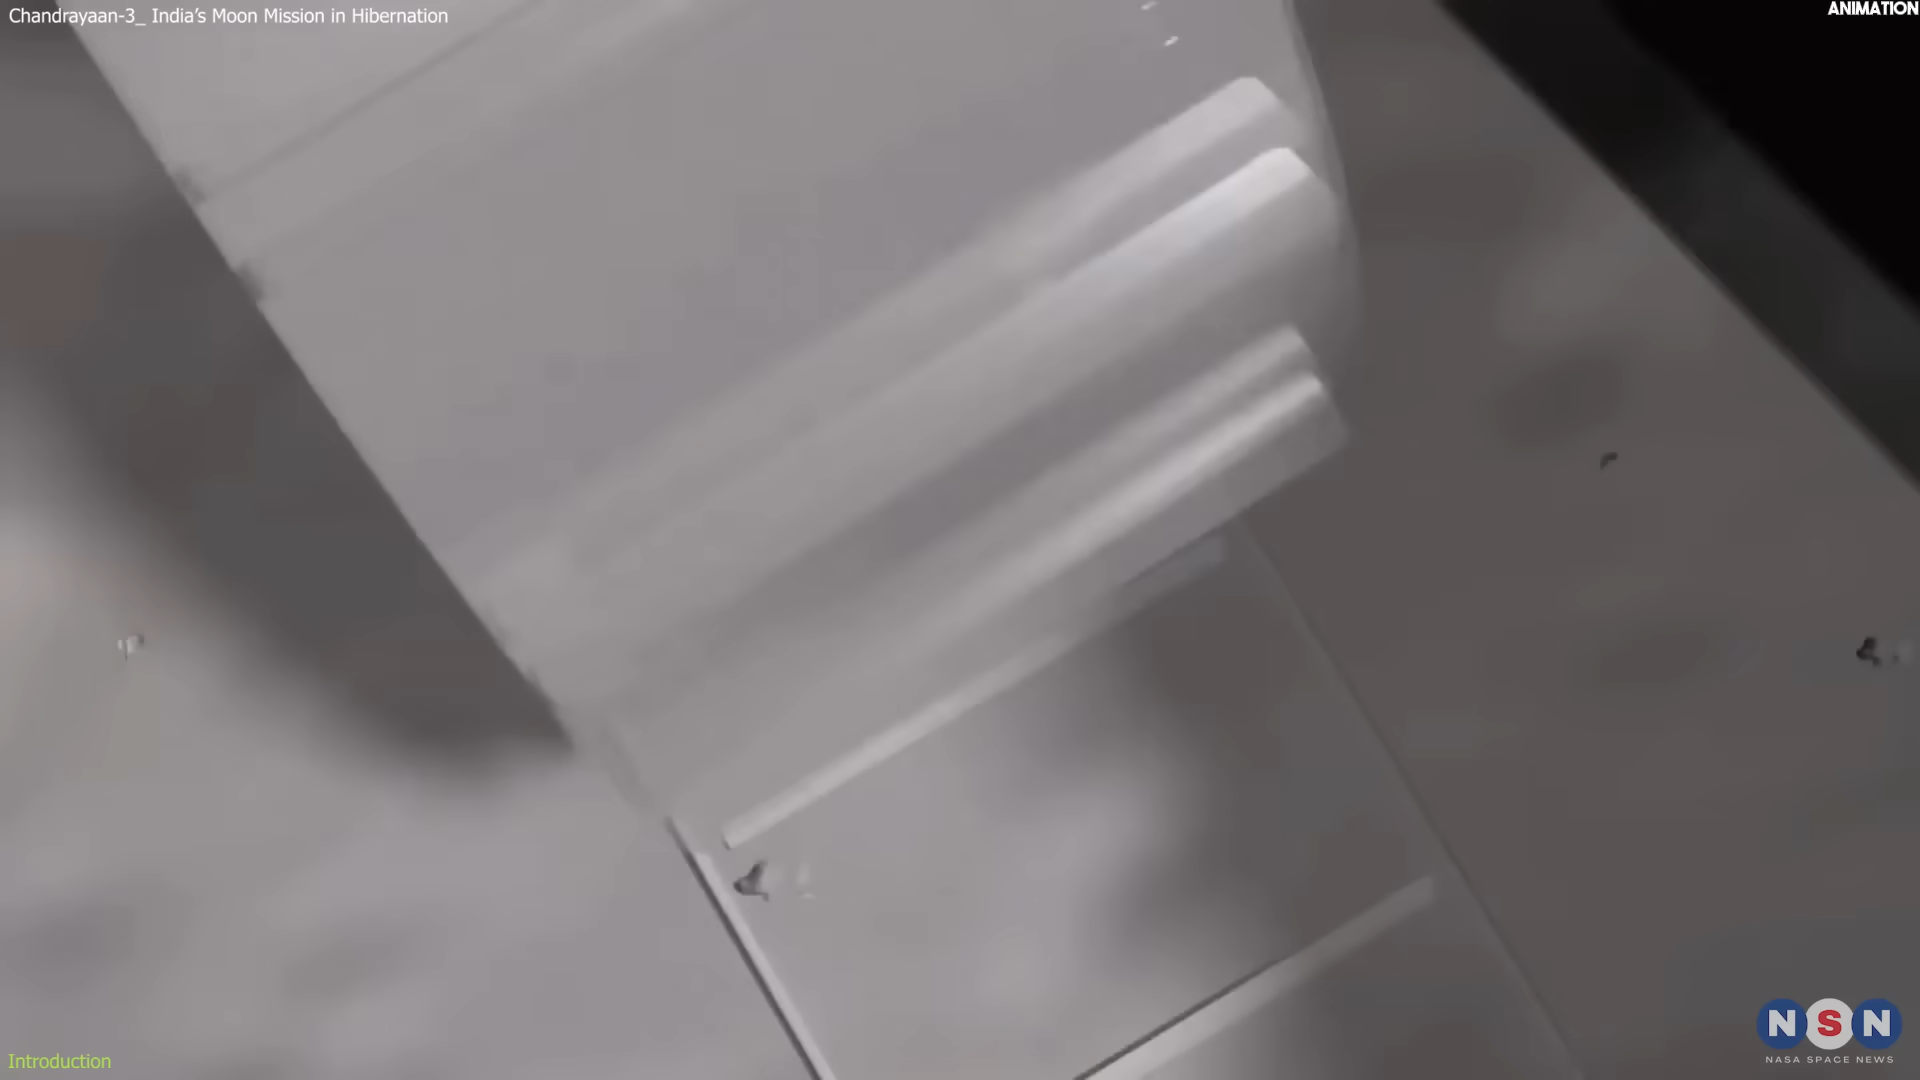 Chandrayaan-3_ India’s Moon Mission in Hibernation
ANIMATION
Introduction
NSN
NASA SPACE NEWS